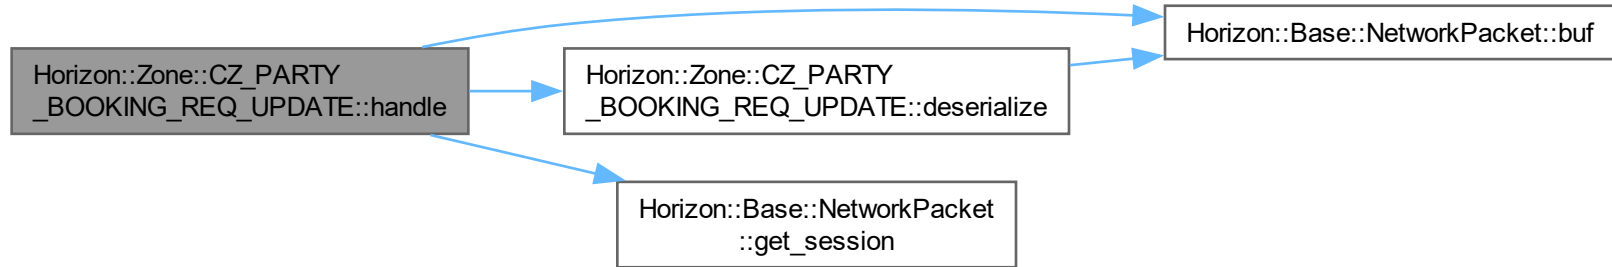 Horizon::Zone::CZ_PARTY
_BOOKING_REQ_UPDATE::handle
Horizon::Zone::CZ_PARTY
_BOOKING_REQ_UPDATE::deserialize
Horizon::Base::NetworkPacket::buf
Horizon::Base::NetworkPacket
::get_session